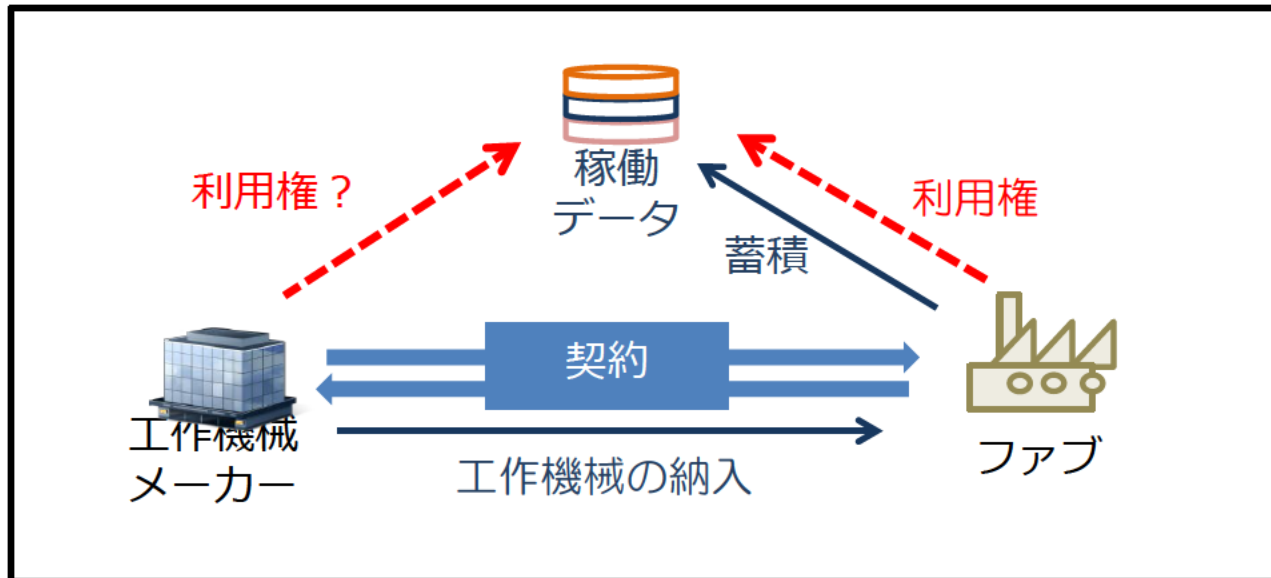 稼働
データ
利用権？
利用権
蓄積
契約
工作機械
メーカー
ファブ
工作機械の納入